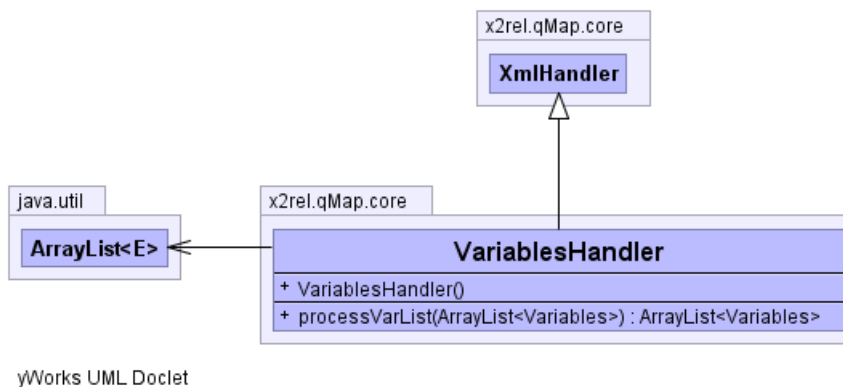 x2rel.qMap.core
XmlHandler
java.util
ArrayList<E>
x2rel.qMap.core
VariablesHandler
+ VariablesHandler()
+ processVarList(ArrayList<Variables>) : ArrayList<Variables>
yWorks UML Doclet